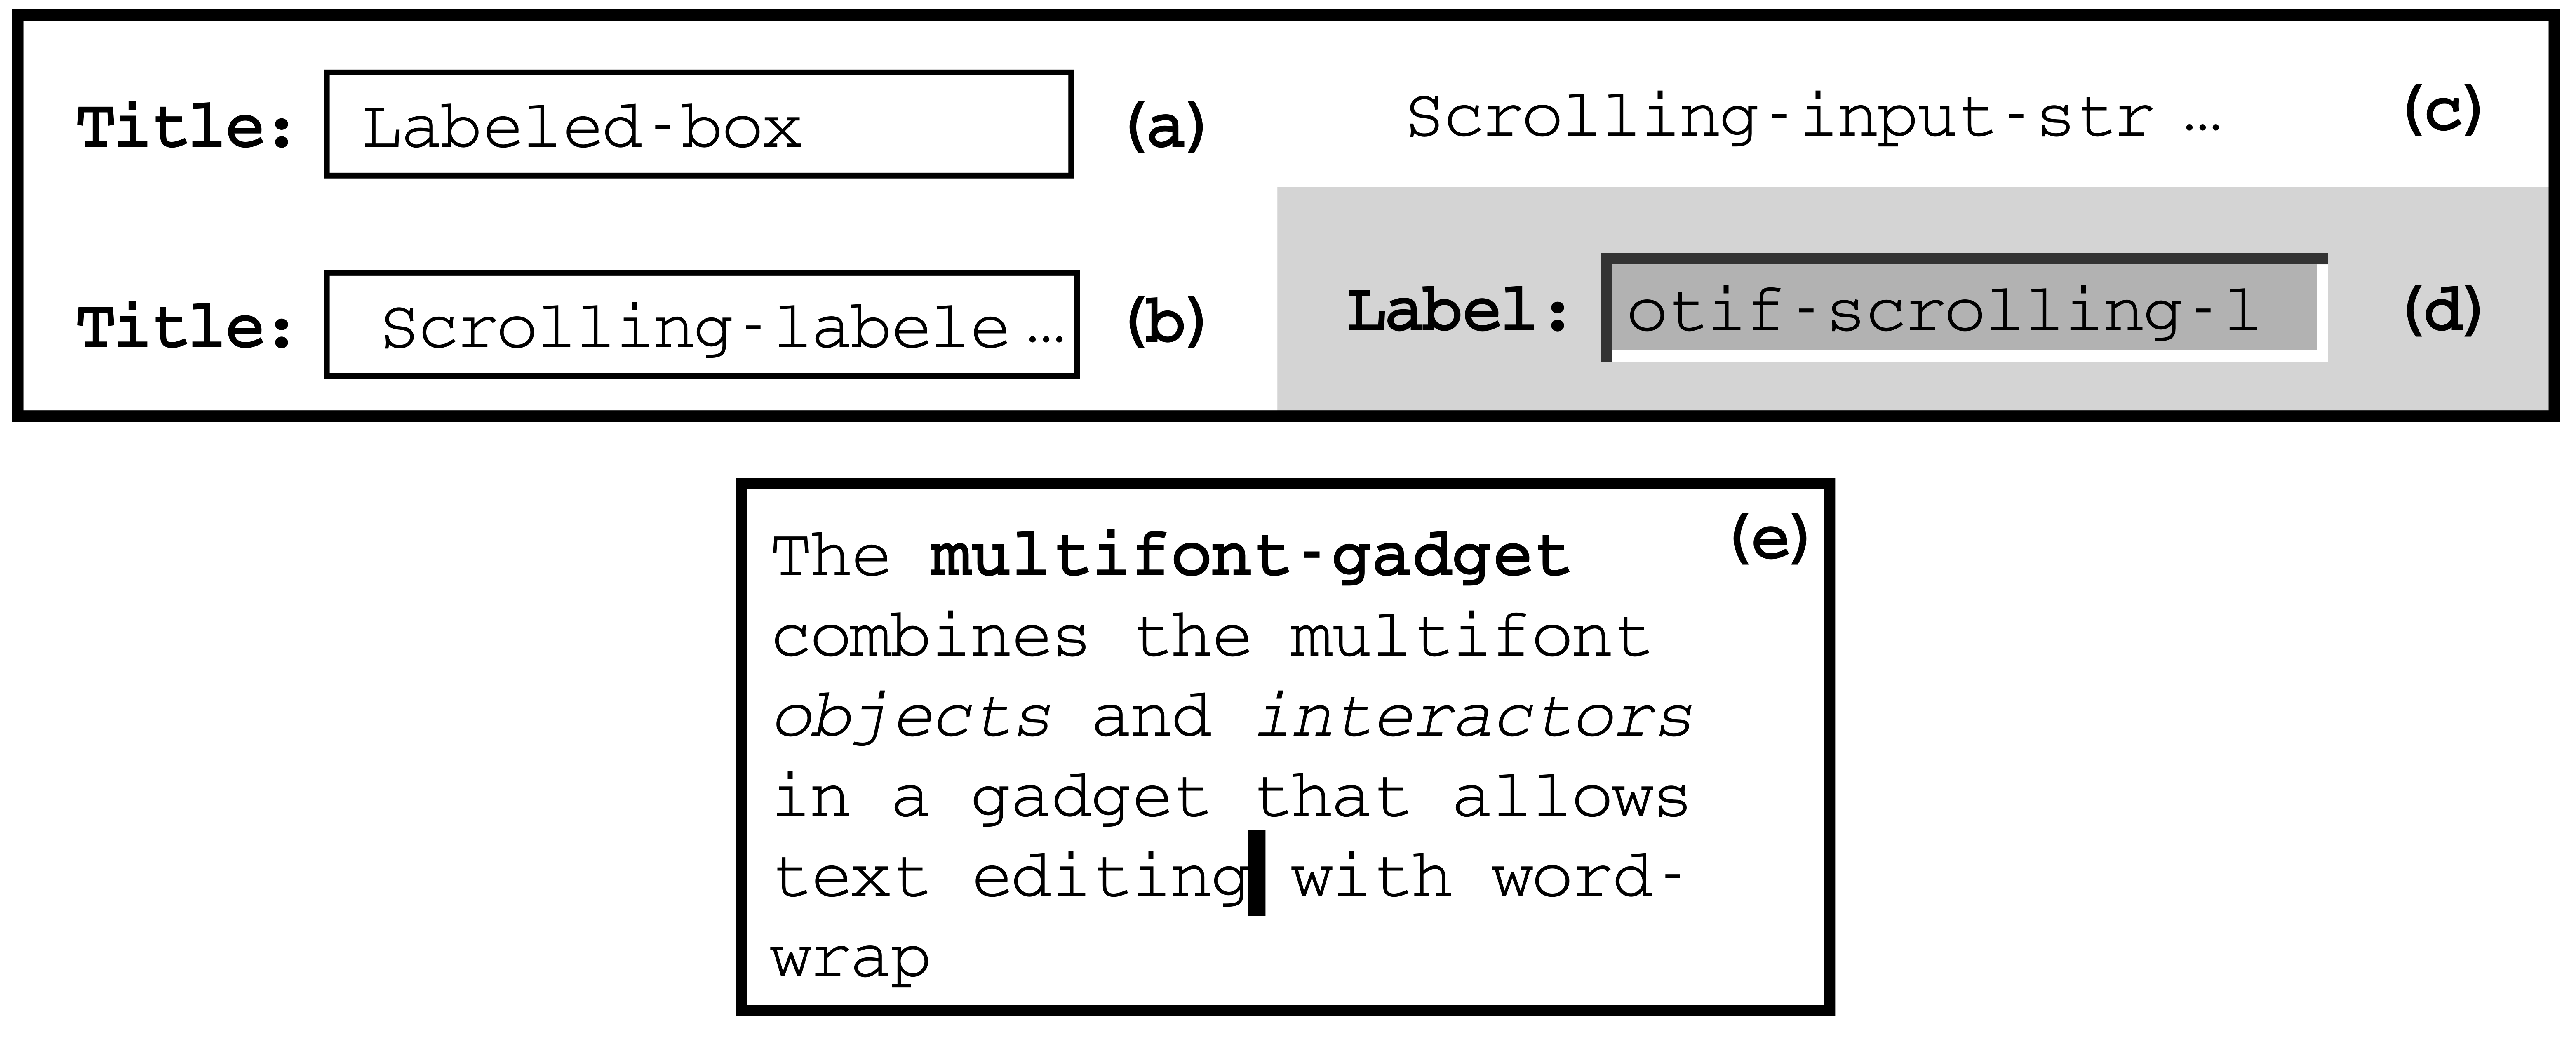 Title: Labeled-box (a)
Scrolling-input-str ... (c)
Title: Scrolling-labele ... (b)
Label: otif-scrolling-l (d)
(e)
The multifont-gadget
combines the multifont
objects and interactors
in a gadget that allows
text editing with word-
wrap